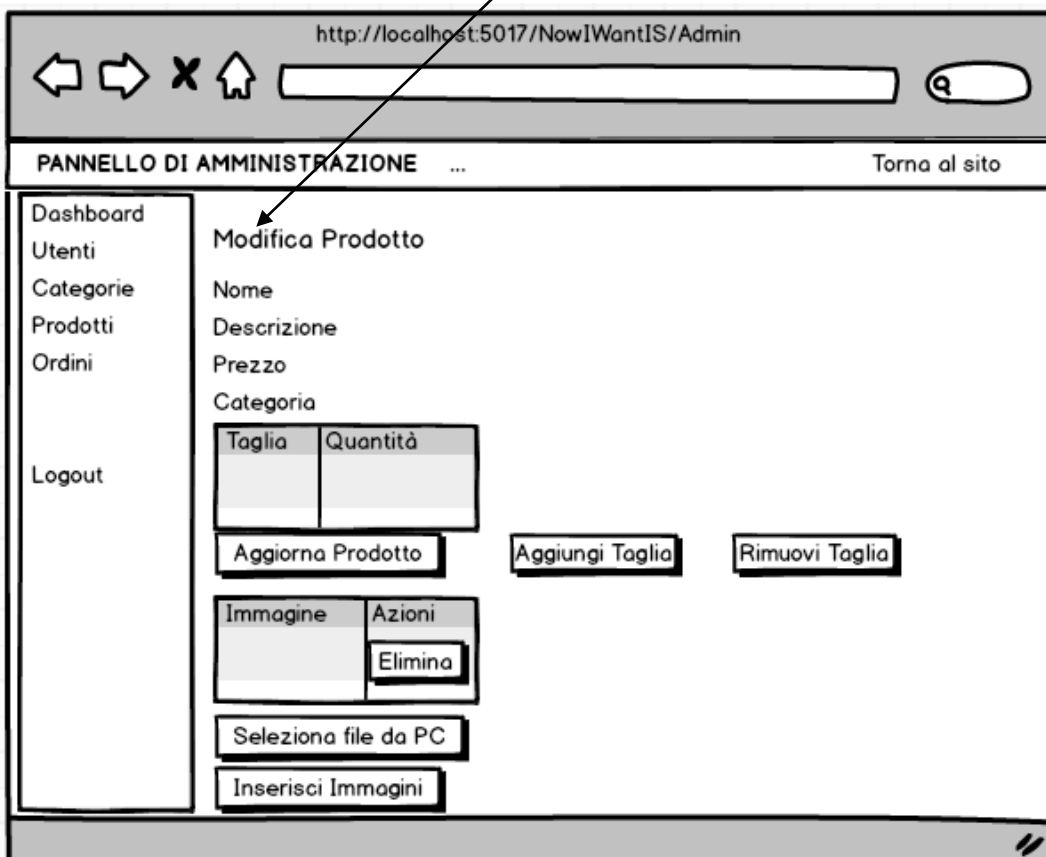 http://localhost:5017/NowIWantIS/Admin
PANNELLO DI AMMINISTRAZIONE ... Torna al sito
Dashboard
Utenti
Categorie
Prodotti
Ordini
Logout
Modifica Prodotto
Nome
Descrizione
Prezzo
Categoria
Taglia Quantità
Aggiorna Prodotto Aggiungi Taglia Rimuovi Taglia
Immagine Azioni
Elimina
Seleziona file da PC
Inserisci Immagini